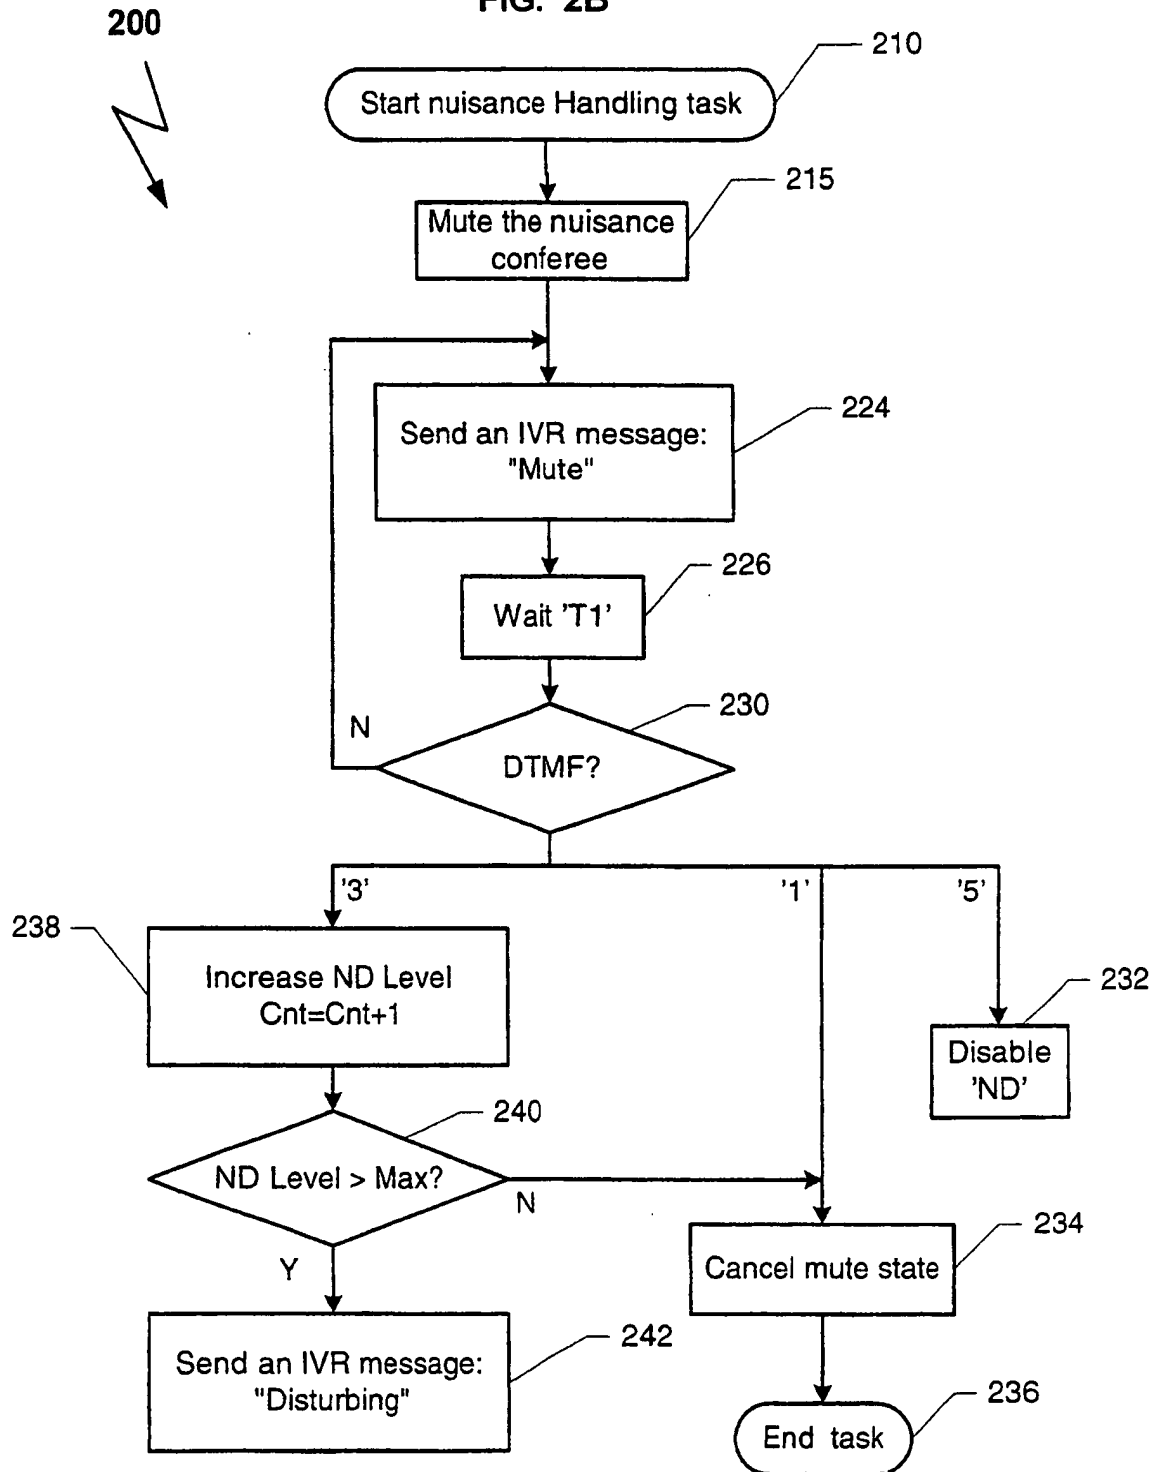 FIG. 2B
200
210
Start nuisance Handling task
215
Mute the nuisance
conferee
224
Send an IVR message:
"Mute"
226
Wait 'T1'
230
N
DTMF?
'3'
'1'
'5'
238
Increase ND Level
Cnt=Cnt+1
232
Disable
'ND'
240
ND Level > Max?
N
Y
234
Cancel mute state
242
Send an IVR message:
"Disturbing"
236
End task